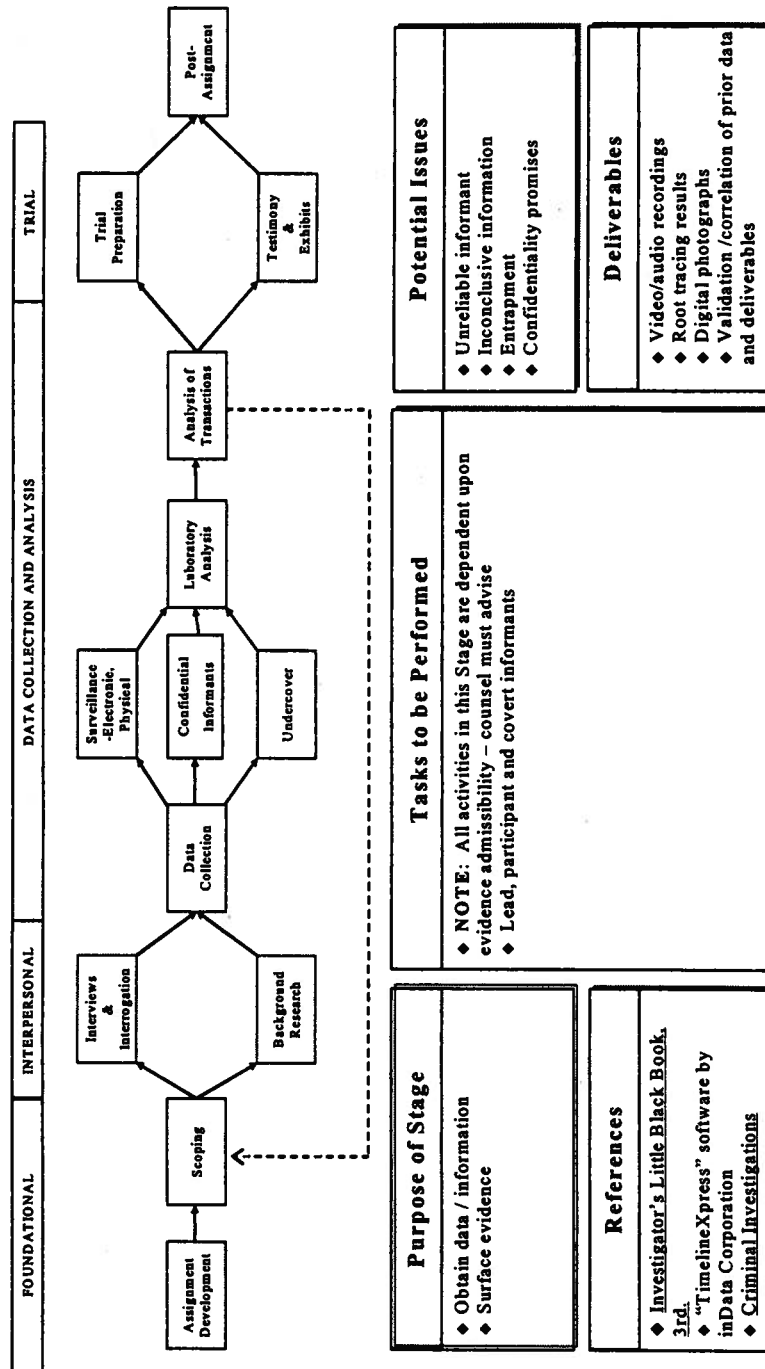 FOUNDATIONAL
INTERPERSONAL
DATA COLLECTION AND ANALYSIS
TRIAL
Assignment
Development
Scoping
Interviews
&
Interrogation
Background
Research
Data
Collection
Surveillance
-Electronic,
Physical
Confidential
Informants
Undercover
Laboratory
Analysis
Analysis of
Transactions
Trial
Preparation
Testimony
&
Exhibits
Post-
Assignment
Purpose of Stage
◆ Obtain data / information
◆ Surface evidence
References
◆ Investigator's Little Black Book,
3rd.
◆ "TimelineXpress" software by
inData Corporation
◆ Criminal Investigations
Tasks to be Performed
◆ NOTE: All activities in this Stage are dependent upon
evidence admissibility – counsel must advise
◆ Lead, participant and covert informants
Potential Issues
◆ Unreliable informant
◆ Inconclusive information
◆ Entrapment
◆ Confidentiality promises
Deliverables
◆ Video/audio recordings
◆ Root tracing results
◆ Digital photographs
◆ Validation /correlation of prior data
and deliverables